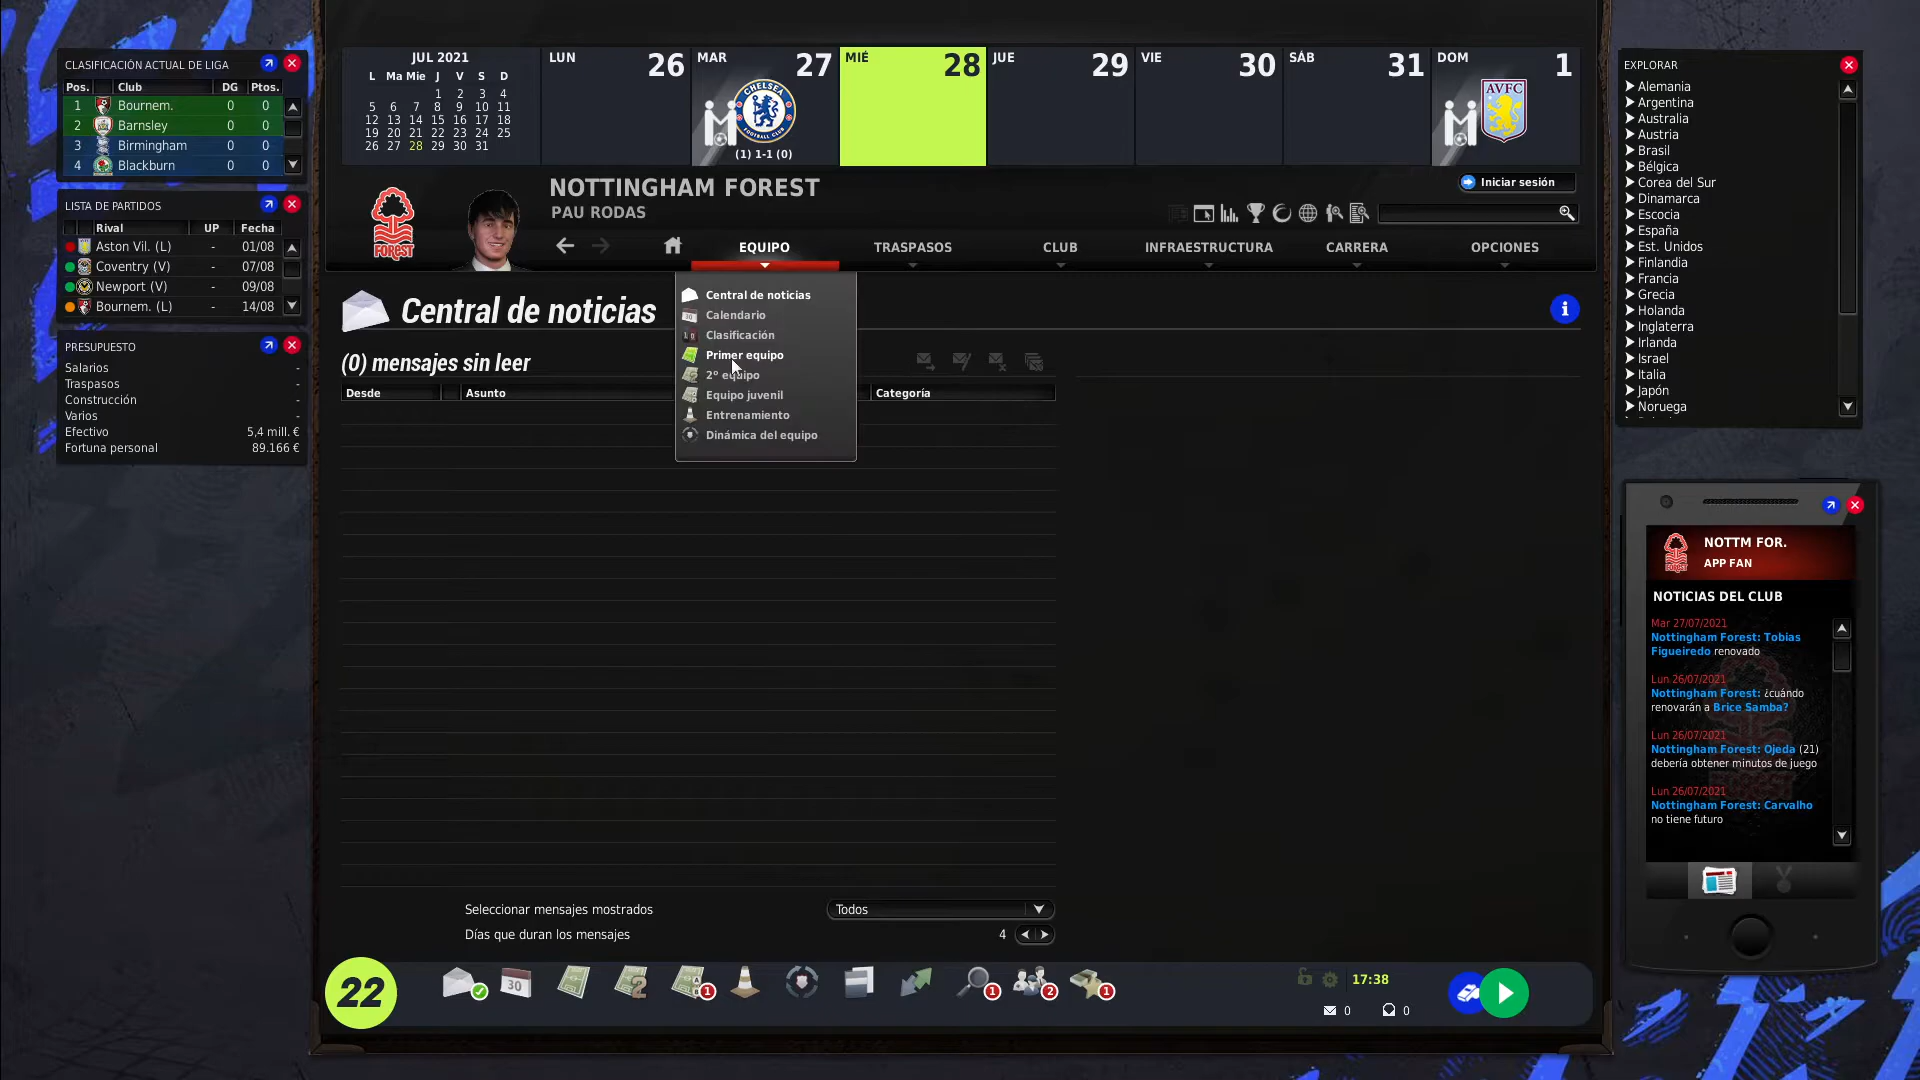 CLASIFICACIÓN ACTUAL DE LIGA
Pos. Club DG Ptos.
1 Bournem. 0 0
2 Barnsley 0 0
3 Birmingham 0 0
4 Blackburn 0 0
LISTA DE PARTIDOS
Rival UP Fecha
Aston Vil. (L) - 01/08
Coventry (V) - 07/08
Newport (V) - 09/08
Bournem. (L) - 14/08
PRESUPUESTO
Salarios -
Traspasos -
Construcción -
Varios -
Efectivo 5,4 mill. €
Fortuna personal 89.166 €
JUL 2021
L Ma Mie J V S D
1 2 3 4
5 6 7 8 9 10 11
12 13 14 15 16 17 18
19 20 21 22 23 24 25
26 27 28 29 30 31
LUN 26
MAR 27
CHELSEA
FOOTBALL CLUB
(1) 1-1 (0)
MIÉ 28
JUE 29
VIE 30
SÁB 31
DOM 1
AVFC
FOREST
NOTTINGHAM FOREST
PAU RODAS
Iniciar sesión
EQUIPO TRASPASOS CLUB INFRAESTRUCTURA CARRERA OPCIONES
Central de noticias
Calendario
Clasificación
Primer equipo
2º equipo
Equipo juvenil
Entrenamiento
Dinámica del equipo
Central de noticias
(0) mensajes sin leer
Desde Asunto Categoría
Seleccionar mensajes mostrados Todos
Días que duran los mensajes 4
22
30
2
1
1
2
1
17:38
0 0
EXPLORAR
Alemania
Argentina
Australia
Austria
Brasil
Bélgica
Corea del Sur
Dinamarca
Escocia
España
Est. Unidos
Finlandia
Francia
Grecia
Holanda
Inglaterra
Irlanda
Israel
Italia
Japón
Noruega
NOTTM FOR.
APP FAN
NOTICIAS DEL CLUB
Mar 27/07/2021
Nottingham Forest: Tobias
Figueiredo renovado
Lun 26/07/2021
Nottingham Forest: ¿cuándo
renovarán a Brice Samba?
Lun 26/07/2021
Nottingham Forest: Ojeda (21)
debería obtener minutos de juego
Lun 26/07/2021
Nottingham Forest: Carvalho
no tiene futuro